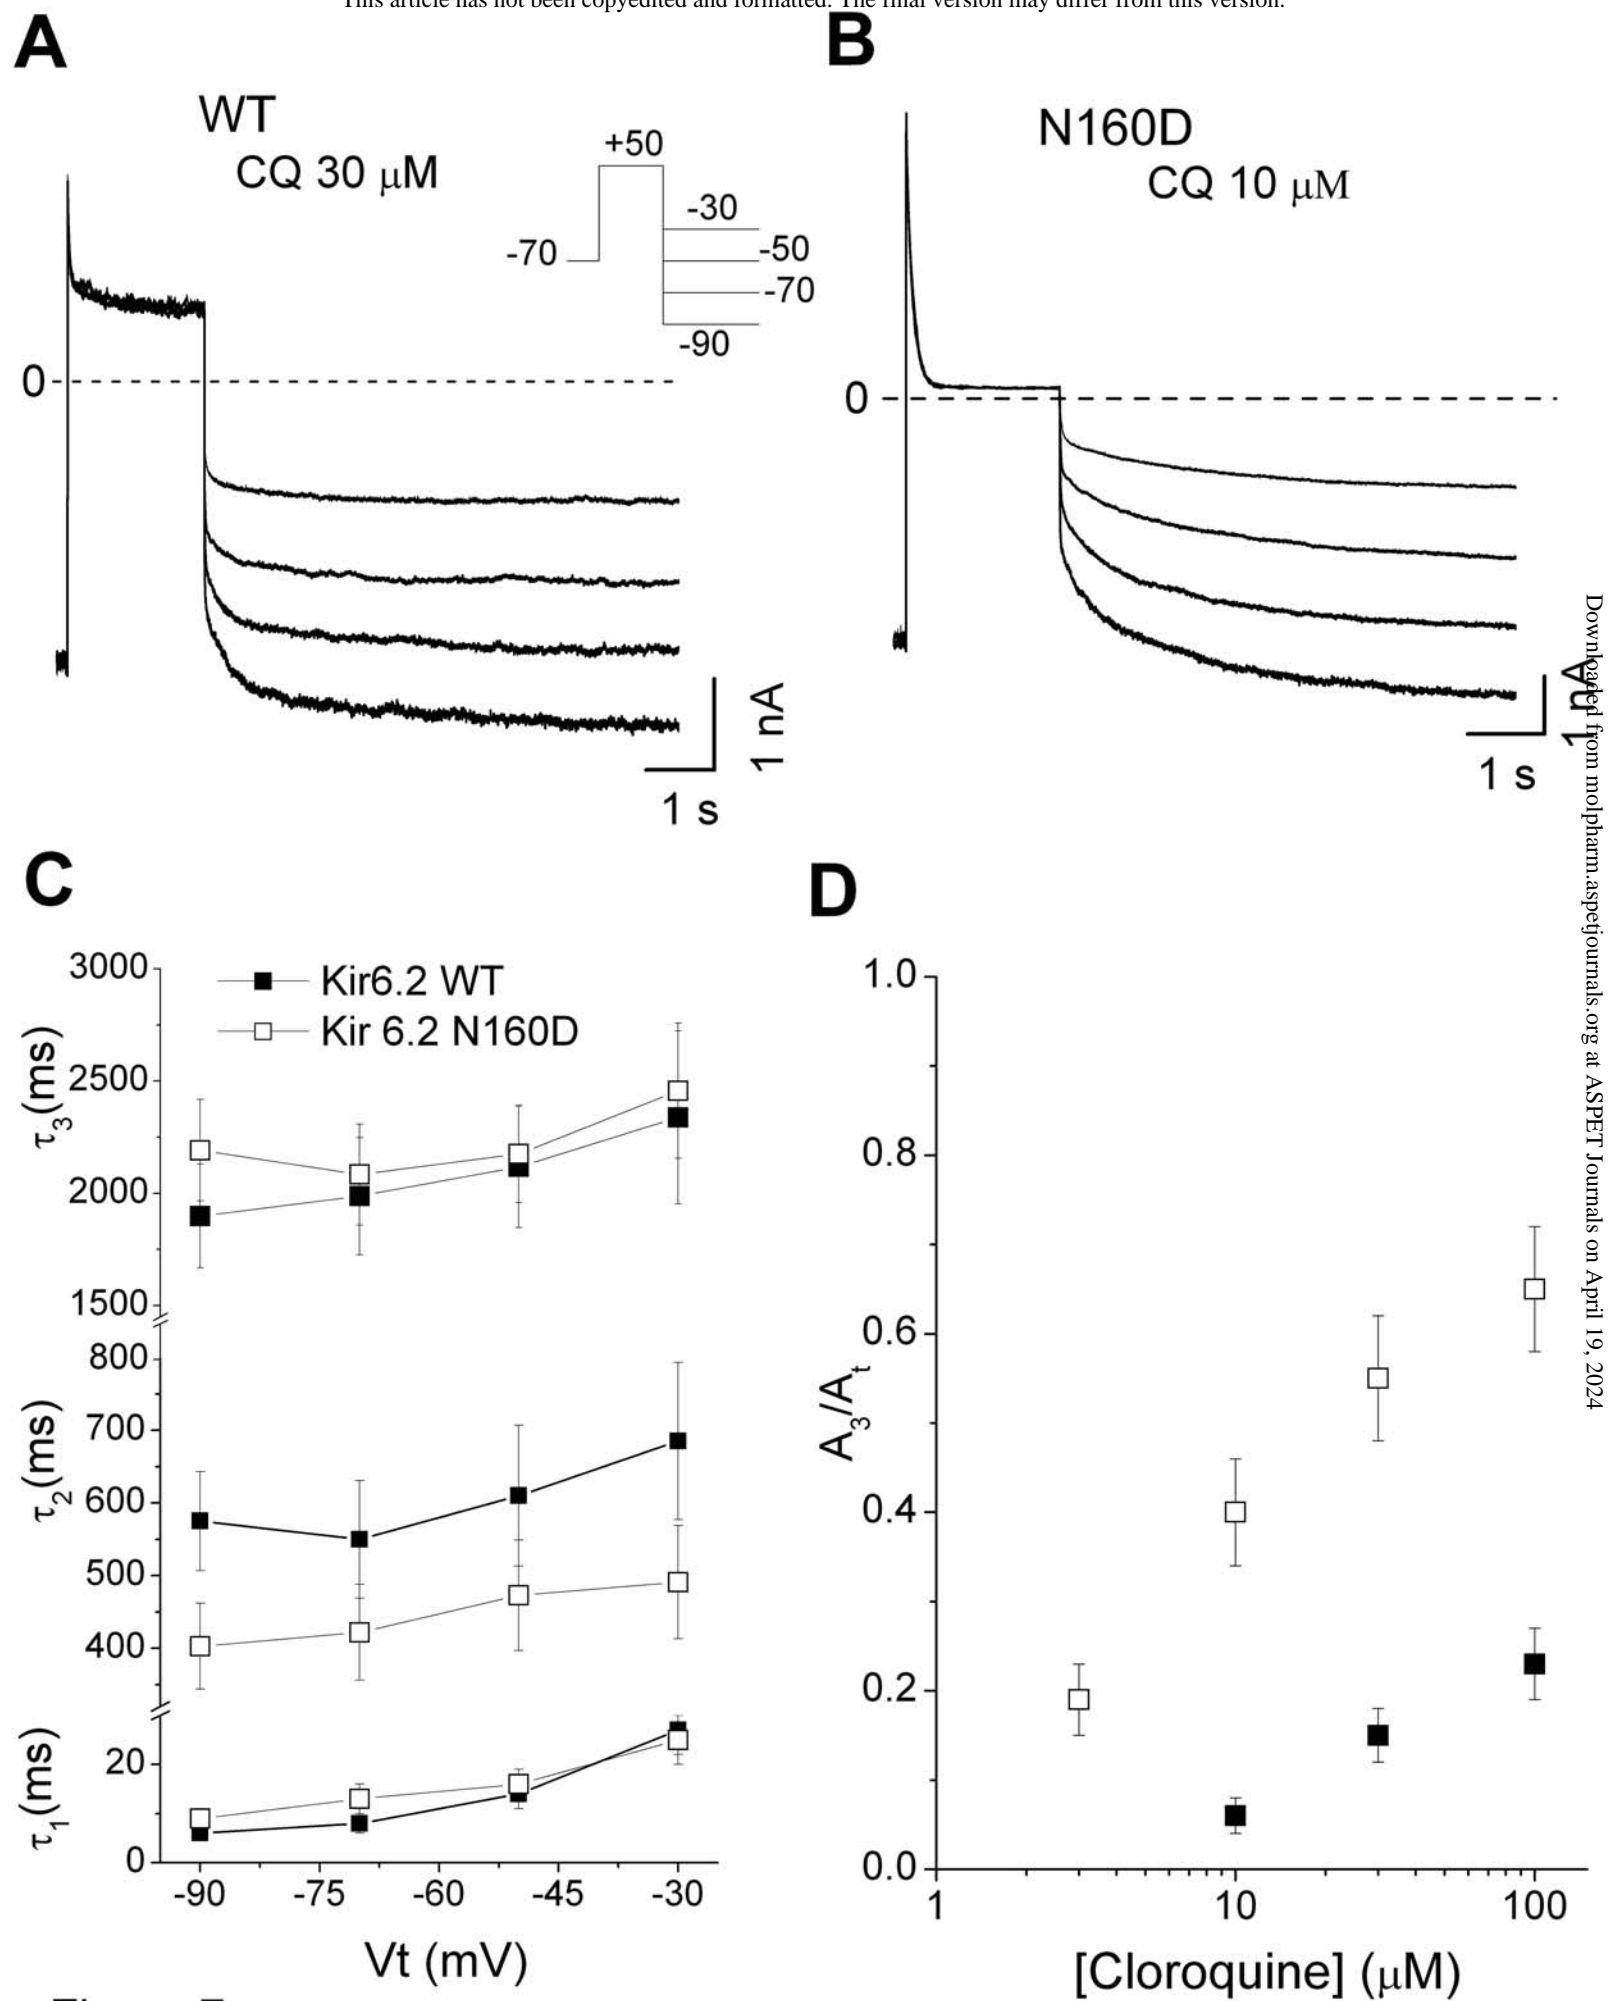 This article has not been copyedited and formatted. The final version may differ from this version.
A
WT
CQ 30 μM
+50
-30
-70
-50
-70
-90
0
1 nA
1 s
B
N160D
CQ 10 μM
0
1 nA
1 s
C
3000
2500
2000
1500
800
700
600
500
400
20
0
τ3(ms)
τ2(ms)
τ1(ms)
Kir6.2 WT
Kir 6.2 N160D
-90 -75 -60 -45 -30
Vt (mV)
D
1.0
0.8
0.6
0.4
0.2
0.0
A3/At
1 10 100
[Cloroquine] (μM)
Downloaded from molpharm.aspetjournals.org at ASPET Journals on April 19, 2024